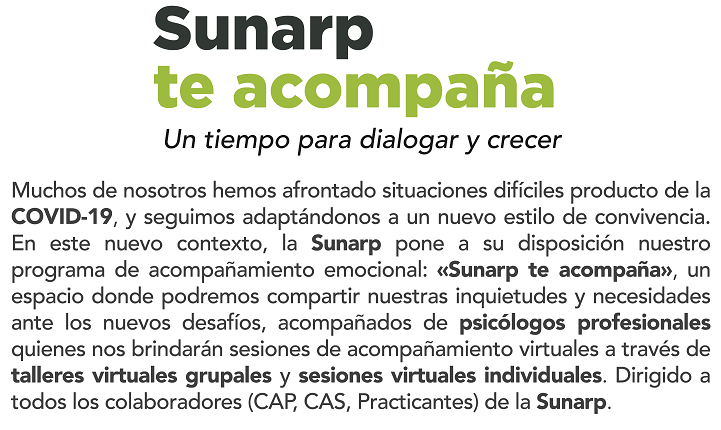 Sunarp
te acompaña
Un tiempo para dialogar y crecer
Muchos de nosotros hemos afrontado situaciones difíciles producto de la
COVID-19, y seguimos adaptándonos a un nuevo estilo de convivencia.
En este nuevo contexto, la Sunarp pone a su disposición nuestro
programa de acompañamiento emocional: «Sunarp te acompaña», un
espacio donde podremos compartir nuestras inquietudes y necesidades
ante los nuevos desafíos, acompañados de psicólogos profesionales
quienes nos brindarán sesiones de acompañamiento virtuales a través de
talleres virtuales grupales y sesiones virtuales individuales. Dirigido a
todos los colaboradores (CAP, CAS, Practicantes) de la Sunarp.